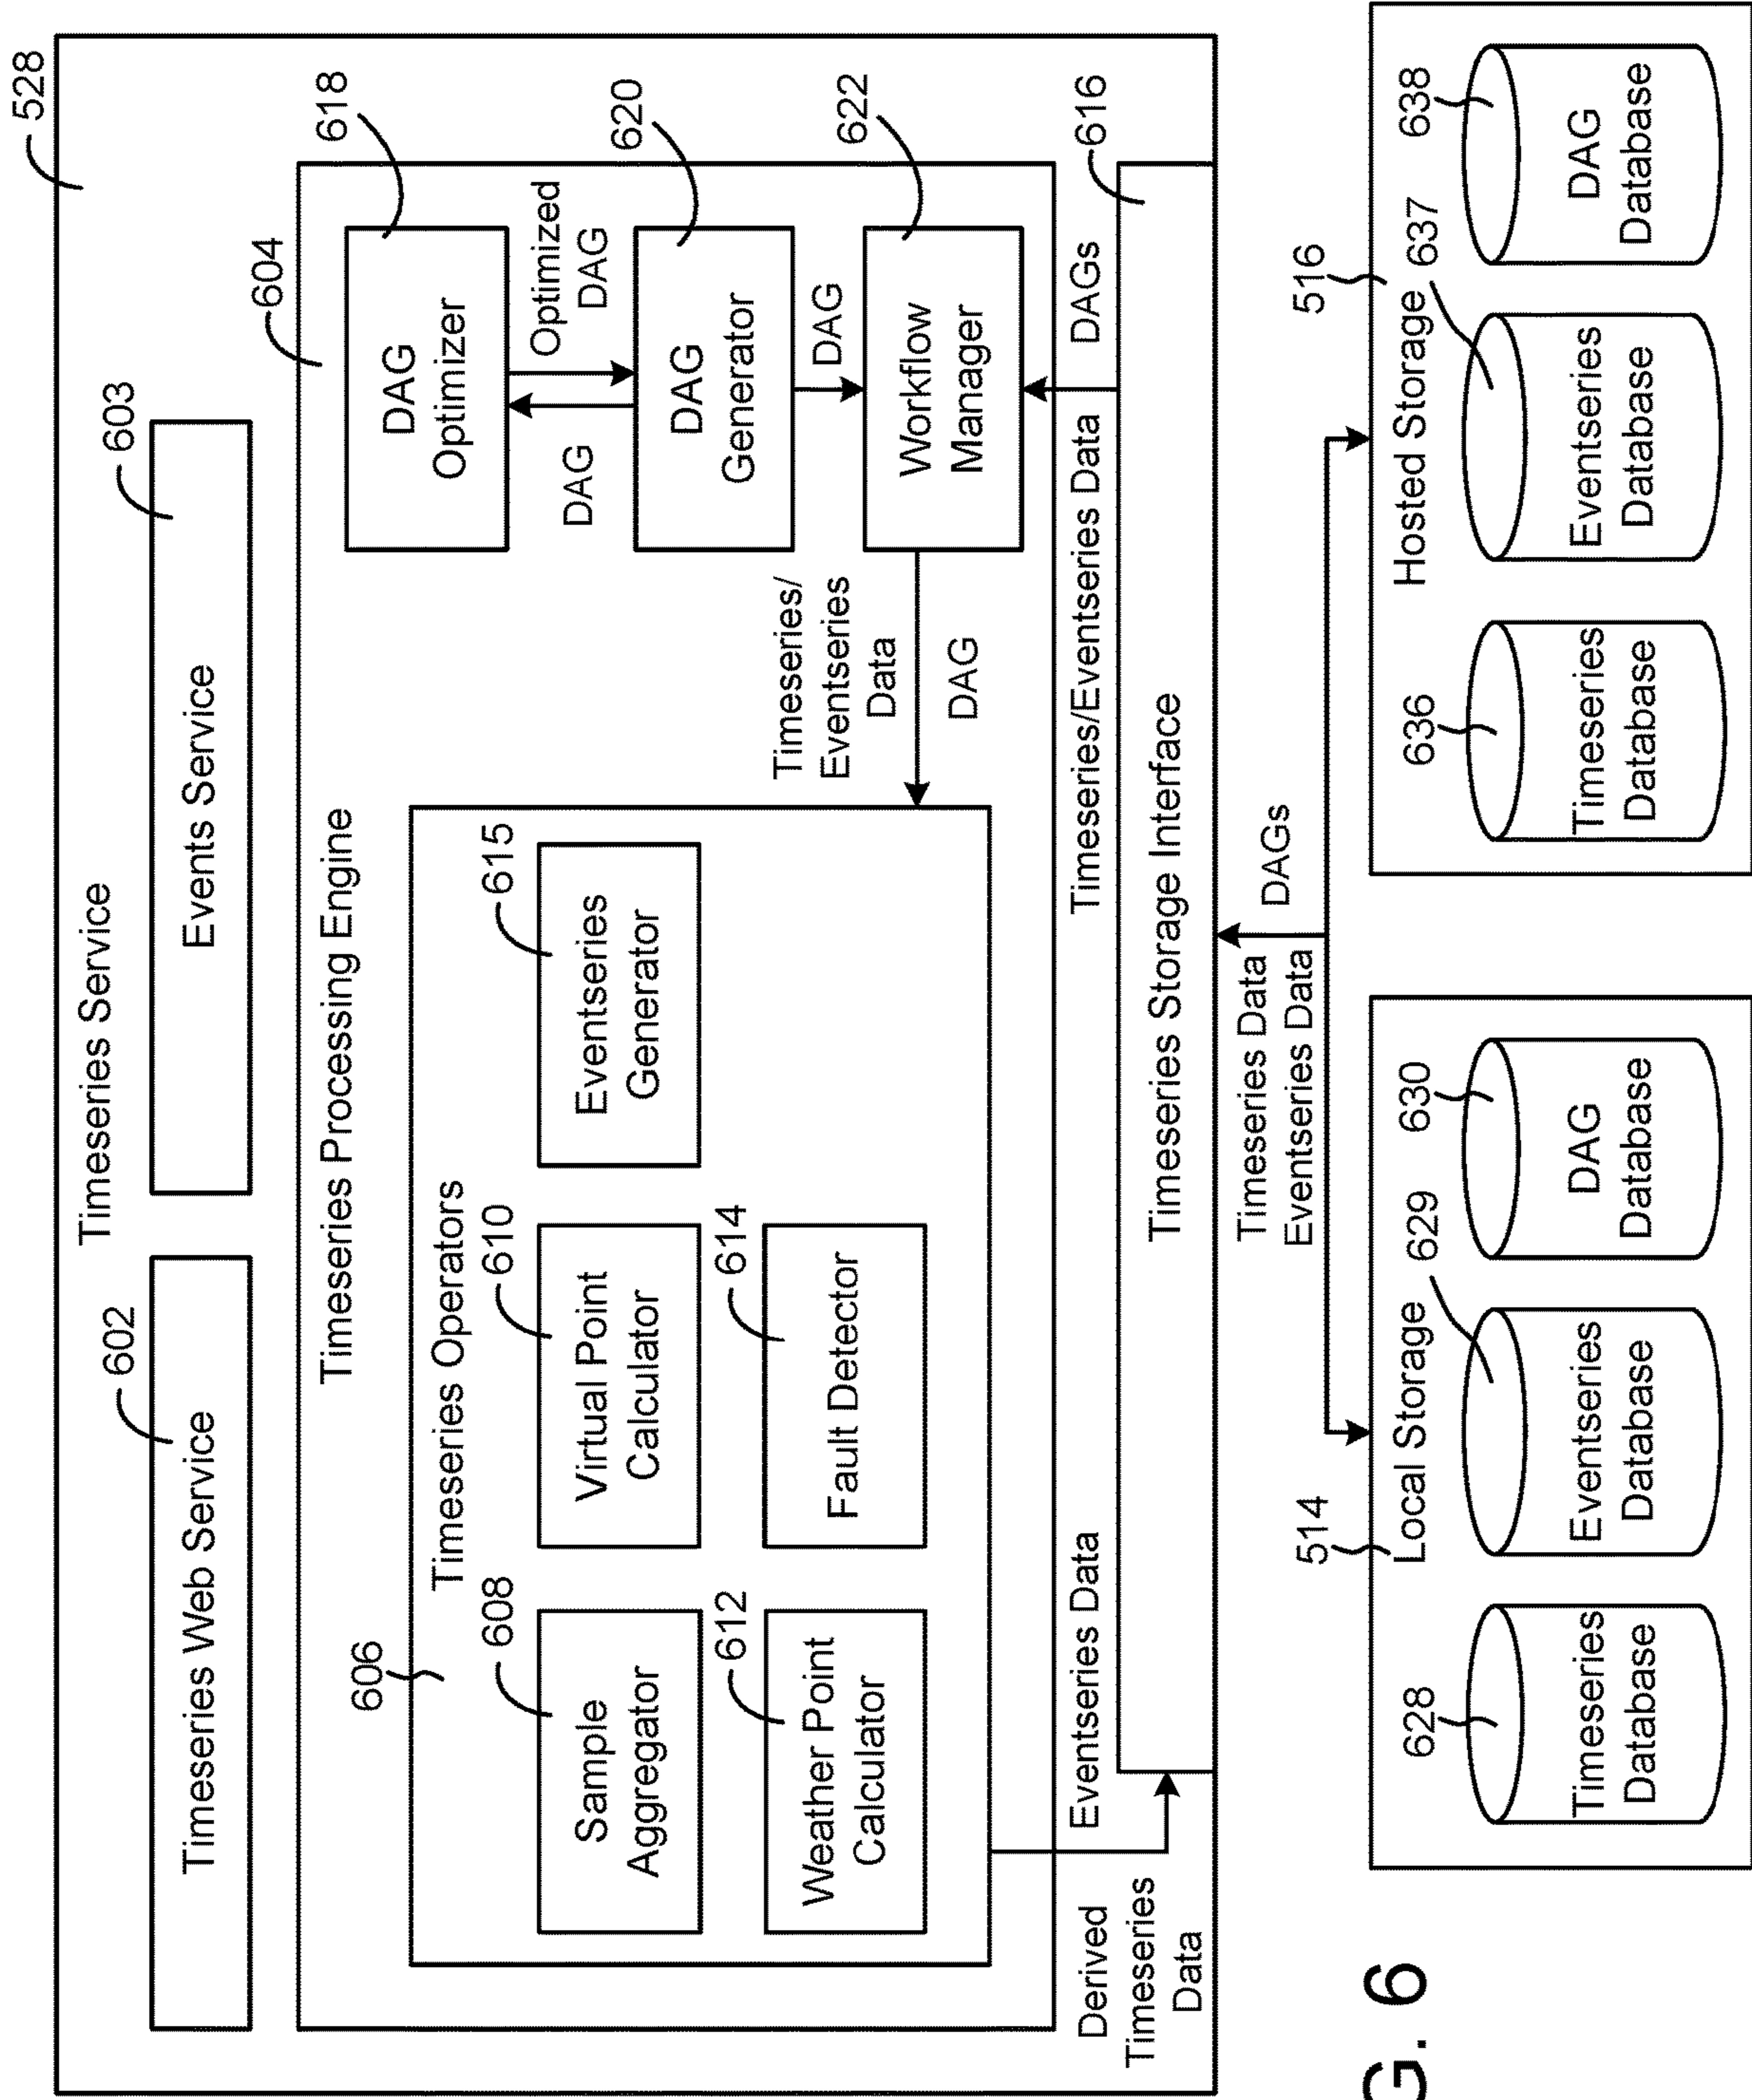 528
Timeseries Service
602
Timeseries Web Service
603
Events Service
604
Timeseries Processing Engine
606
Timeseries Operators
608
Sample
Aggregator
610
Virtual Point
Calculator
615
Eventseries
Generator
612
Weather Point
Calculator
614
Fault Detector
618
DAG
Optimizer
DAG
Optimized
DAG
620
DAG
Generator
DAG
622
Workflow
Manager
Timeseries/
Eventseries
Data
DAG
Derived
Timeseries
Data
Eventseries Data
Timeseries/Eventseries Data
DAGs
616
Timeseries Storage Interface
Timeseries Data
Eventseries Data
DAGs
514
Local Storage
628
Timeseries
Database
629
Eventseries
Database
630
DAG
Database
516
Hosted Storage
636
Timeseries
Database
637
Eventseries
Database
638
DAG
Database
G. 6